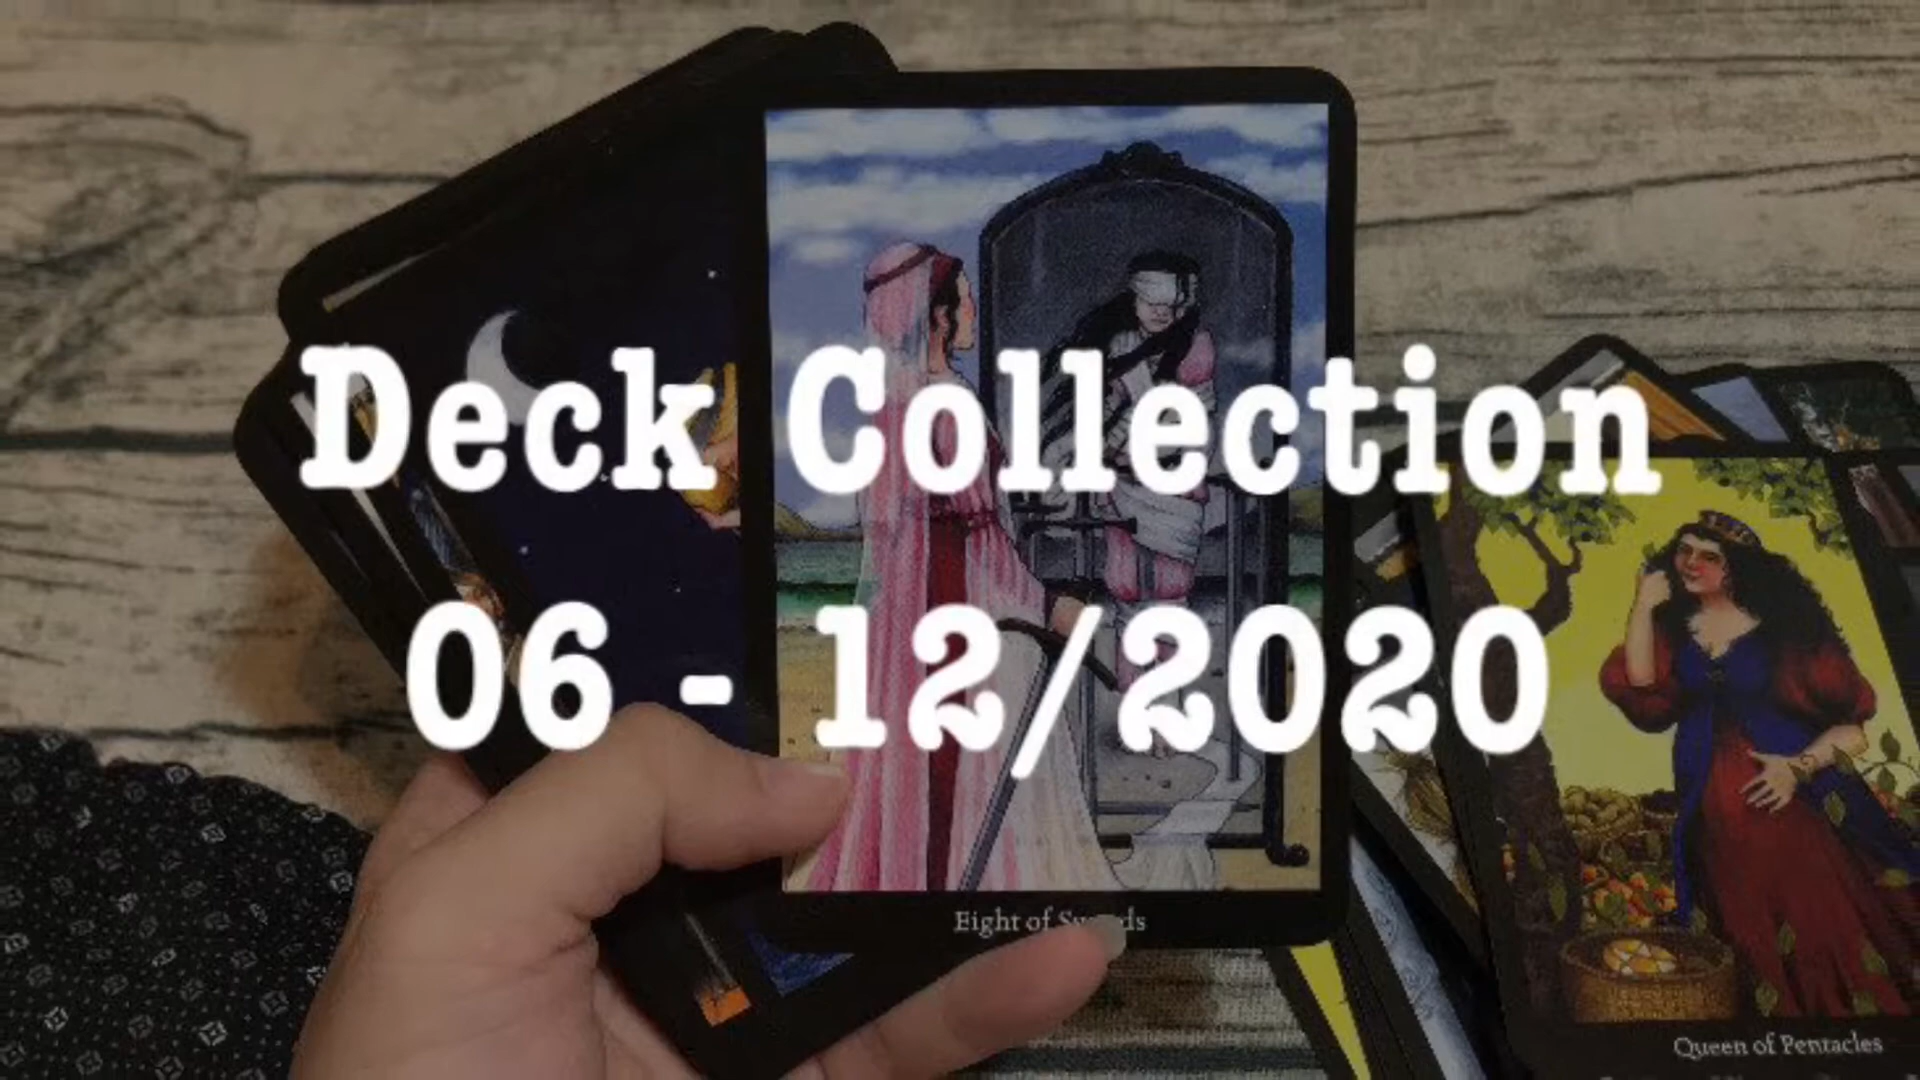 Deck Collection
06 - 12/2020
Eight of Swords
Queen of Pentacles